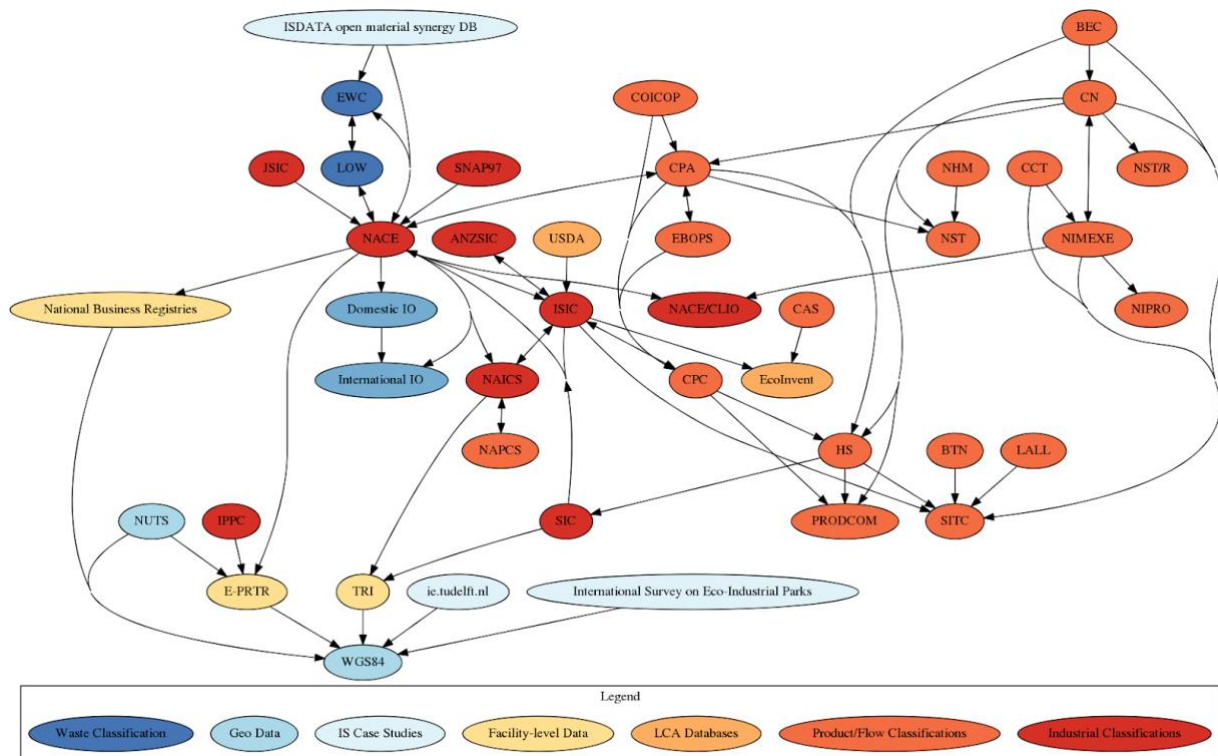 ISDATA open material synergy DB
BEC
EWC
COICOP
CN
JSIC
LOW
SNAP97
CPA
NHM
CCT
NST/R
NACE
ANZSIC
USDA
EBOPS
NST
NIMEXE
National Business Registries
Domestic IO
ISIC
NACE/CLIO
CAS
NIPRO
International IO
NAICS
CPC
EcoInvent
NAPCS
HS
BTN
LALL
NUTS
IPPC
SIC
PRODCOM
SITC
E-PRTR
TRI
ie.tudelft.nl
International Survey on Eco-Industrial Parks
WGS84
Legend
Waste Classification
Geo Data
IS Case Studies
Facility-level Data
LCA Databases
Product/Flow Classifications
Industrial Classifications